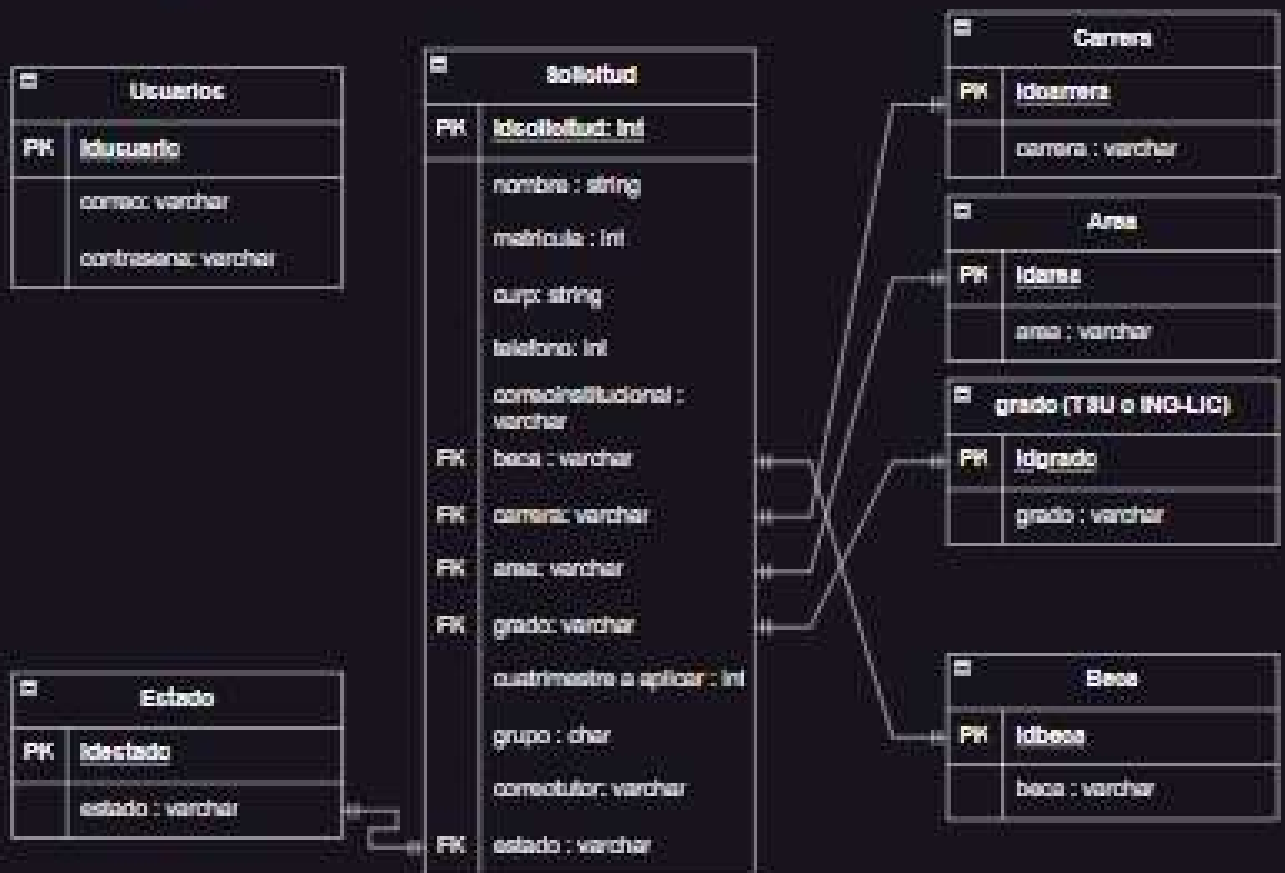 Usuarios
PK idusuario
correo: varchar
contrasena: varchar
Solicitud
PK idsolicitud: int
nombre : string
matricula : int
curp: string
telefono: int
correoinstitucional :
varchar
FK beca : varchar
FK carrera: varchar
FK area: varchar
FK grado: varchar
cuatrimestre a aplicar : int
grupo : char
correotutor: varchar
FK estado : varchar
Estado
PK idestado
estado : varchar
Carrera
PK idcarrera
carrera : varchar
Area
PK idarea
area : varchar
grado (TSU o ING-LIC)
PK idgrado
grado : varchar
Beca
PK idbeca
beca : varchar